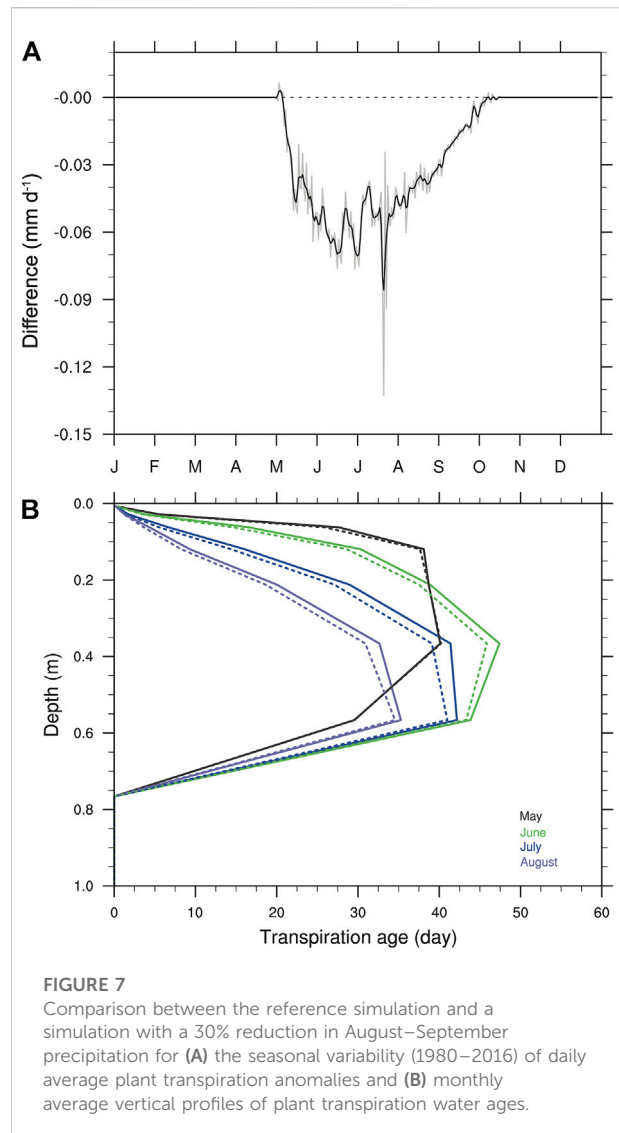 A
-0.00
-0.03
-0.06
-0.09
-0.12
-0.15
Difference (mm d-1)
J F M A M J J A S O N D
B
0.0
0.2
0.4
0.6
0.8
1.0
Depth (m)
May
June
July
August
0 10 20 30 40 50 60
Transpiration age (day)
FIGURE 7
Comparison between the reference simulation and a
simulation with a 30% reduction in August–September
precipitation for (A) the seasonal variability (1980–2016) of daily
average plant transpiration anomalies and (B) monthly
average vertical profiles of plant transpiration water ages.